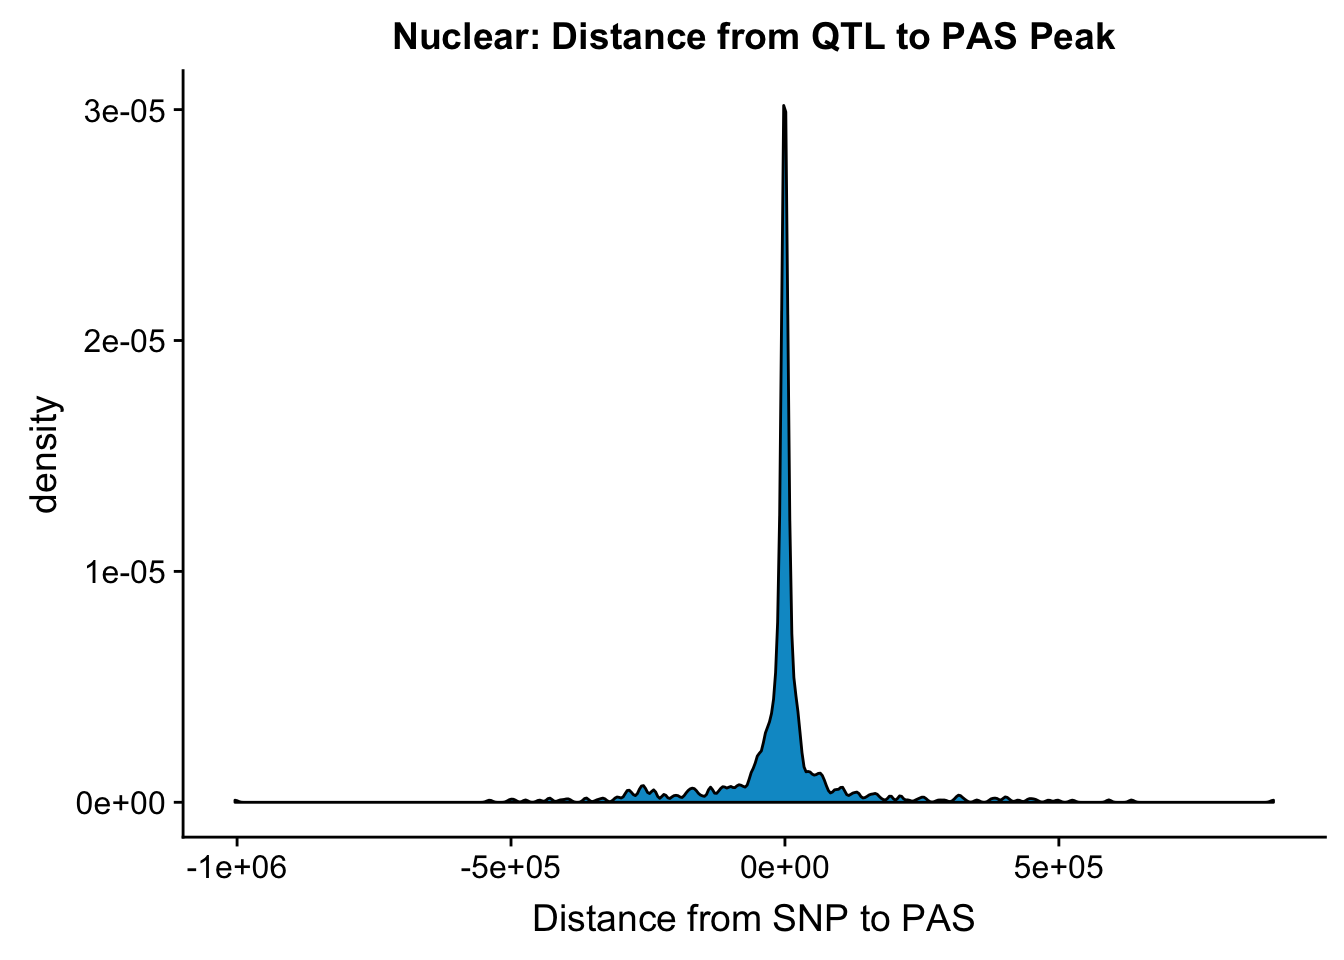 Nuclear: Distance from QTL to PAS Peak
3e-05
2e-05
1e-05
0e+00
density
-1e+06
-5e+05
0e+00
5e+05
Distance from SNP to PAS